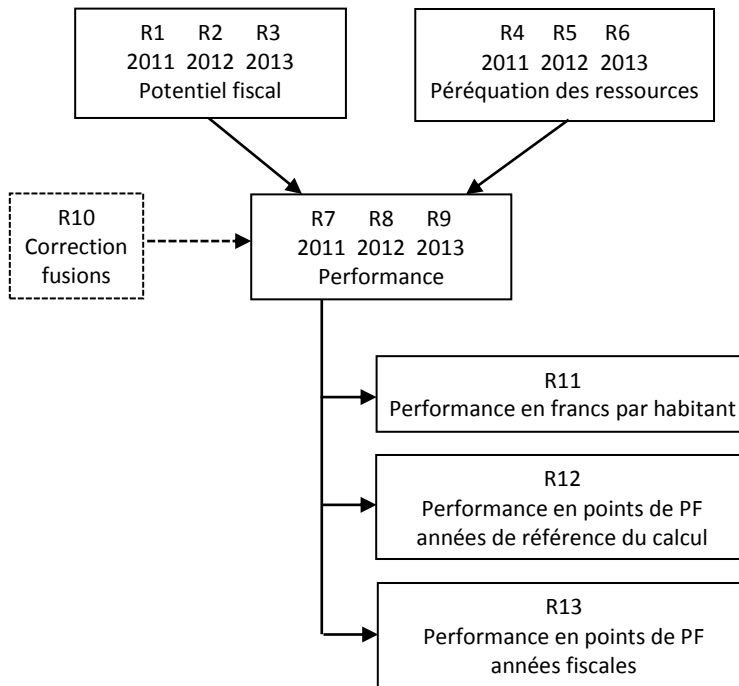 R1 R2 R3
2011 2012 2013
Potentiel fiscal
R4 R5 R6
2011 2012 2013
Péréquation des ressources
R10
Correction
fusions
R7 R8 R9
2011 2012 2013
Performance
R11
Performance en francs par habitant
R12
Performance en points de PF
années de référence du calcul
R13
Performance en points de PF
années fiscales